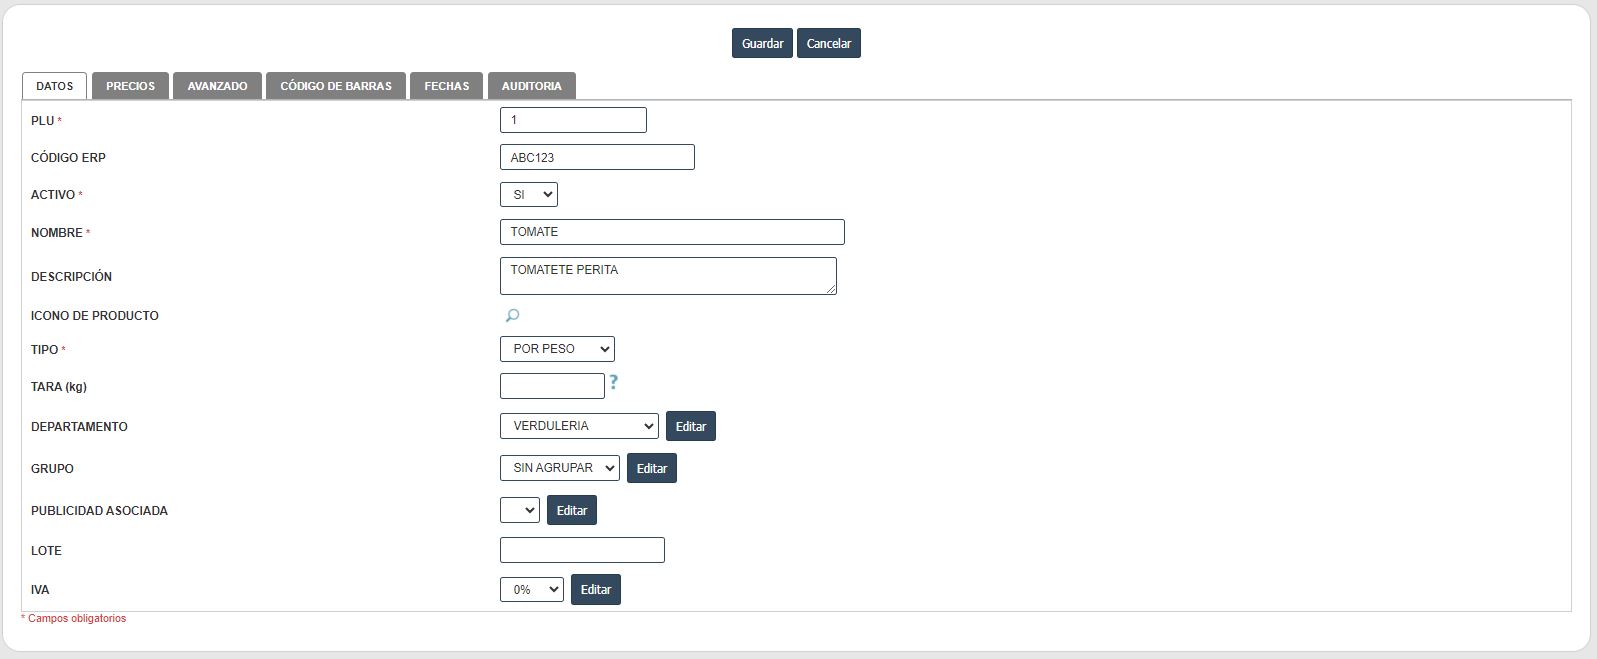 Guardar Cancelar
DATOS PRECIOS AVANZADO CÓDIGO DE BARRAS FECHAS AUDITORIA
PLU * 1
CÓDIGO ERP ABC123
ACTIVO * SI
NOMBRE * TOMATE
DESCRIPCIÓN TOMATETE PERITA
ICONO DE PRODUCTO
TIPO * POR PESO
TARA (kg) ?
DEPARTAMENTO VERDULERIA Editar
GRUPO SIN AGRUPAR Editar
PUBLICIDAD ASOCIADA Editar
LOTE
IVA 0% Editar
* Campos obligatorios